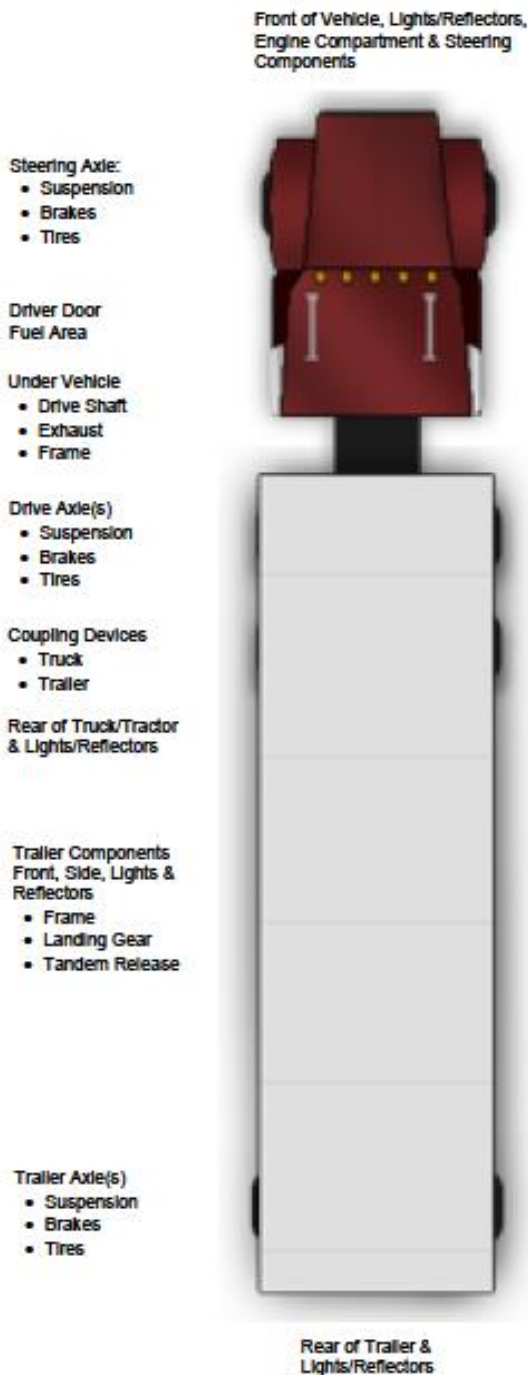 Front of Vehicle, Lights/Reflectors,
Engine Compartment & Steering
Components
Steering Axle:
• Suspension
• Brakes
• Tires
Driver Door
Fuel Area
Under Vehicle
• Drive Shaft
• Exhaust
• Frame
Drive Axle(s)
• Suspension
• Brakes
• Tires
Coupling Devices
• Truck
• Trailer
Rear of Truck/Tractor
& Lights/Reflectors
Trailer Components
Front, Side, Lights &
Reflectors
• Frame
• Landing Gear
• Tandem Release
Trailer Axle(s)
• Suspension
• Brakes
• Tires
Rear of Trailer &
Lights/Reflectors